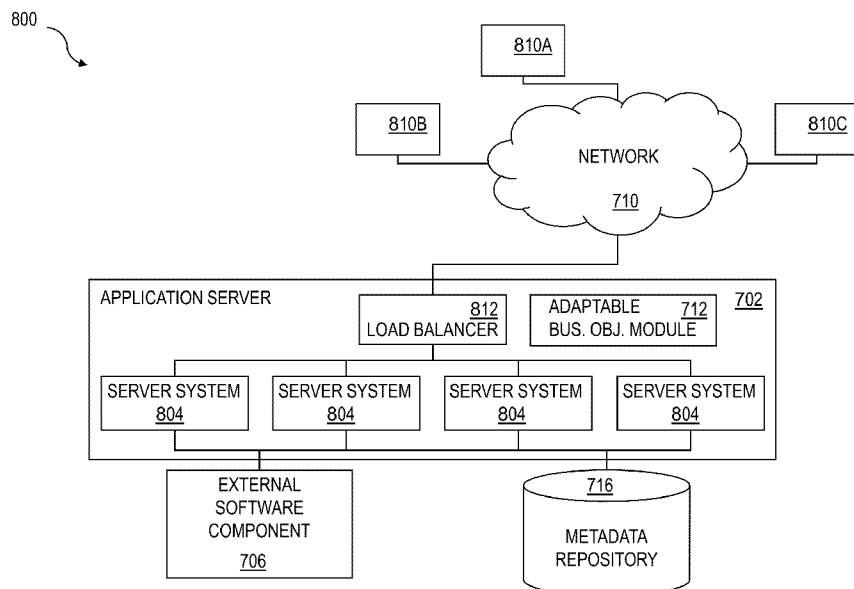 800
810A
810B
810C
NETWORK
710
APPLICATION SERVER
812
LOAD BALANCER
ADAPTABLE 712
BUS. OBJ. MODULE
702
SERVER SYSTEM
804
SERVER SYSTEM
804
SERVER SYSTEM
804
SERVER SYSTEM
804
EXTERNAL
SOFTWARE
COMPONENT
706
716
METADATA
REPOSITORY